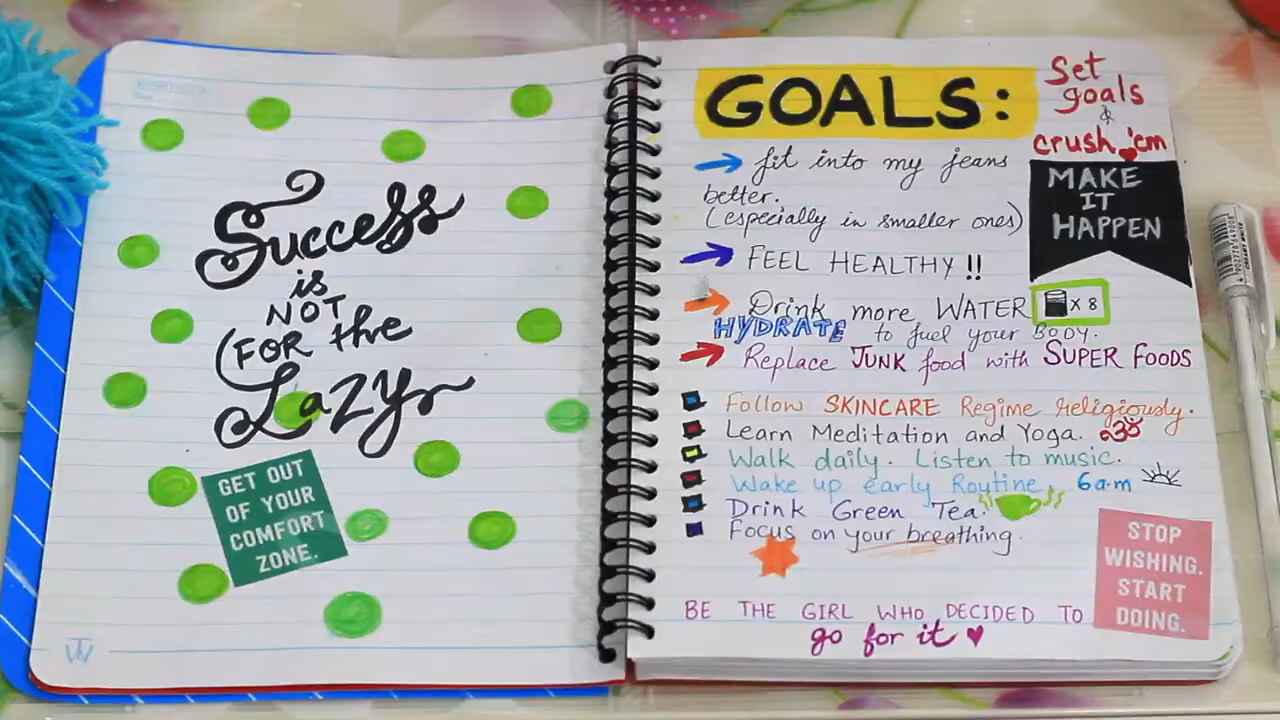 Success
is
NOT
(FOR the
Lazy
GET OUT
OF YOUR
COMFORT
ZONE.
GOALS:
Set
goals
&
crush 'em
MAKE
IT
HAPPEN
fit into my jeans
better.
(especially in smaller ones)
FEEL HEALTHY !!
Drink more WATER x 8
HYDRATE to fuel your BODY.
Replace JUNK food with SUPER FOODS
Follow SKINCARE Regime religiously.
Learn Meditation and Yoga. ॐ
Walk daily. Listen to music.
Wake up early Routine, 6am
Drink Green Tea.
Focus on your breathing.
STOP
WISHING.
START
DOING.
BE THE GIRL WHO DECIDED TO
go for it